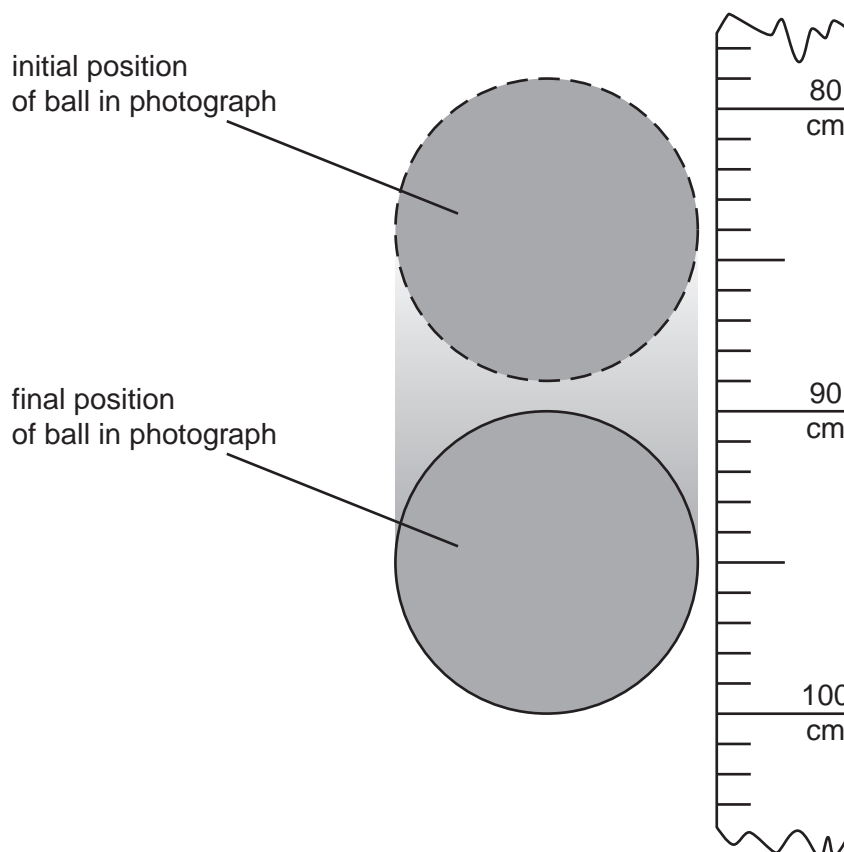 initial position
of ball in photograph
80
cm
final position
of ball in photograph
90
cm
100
cm